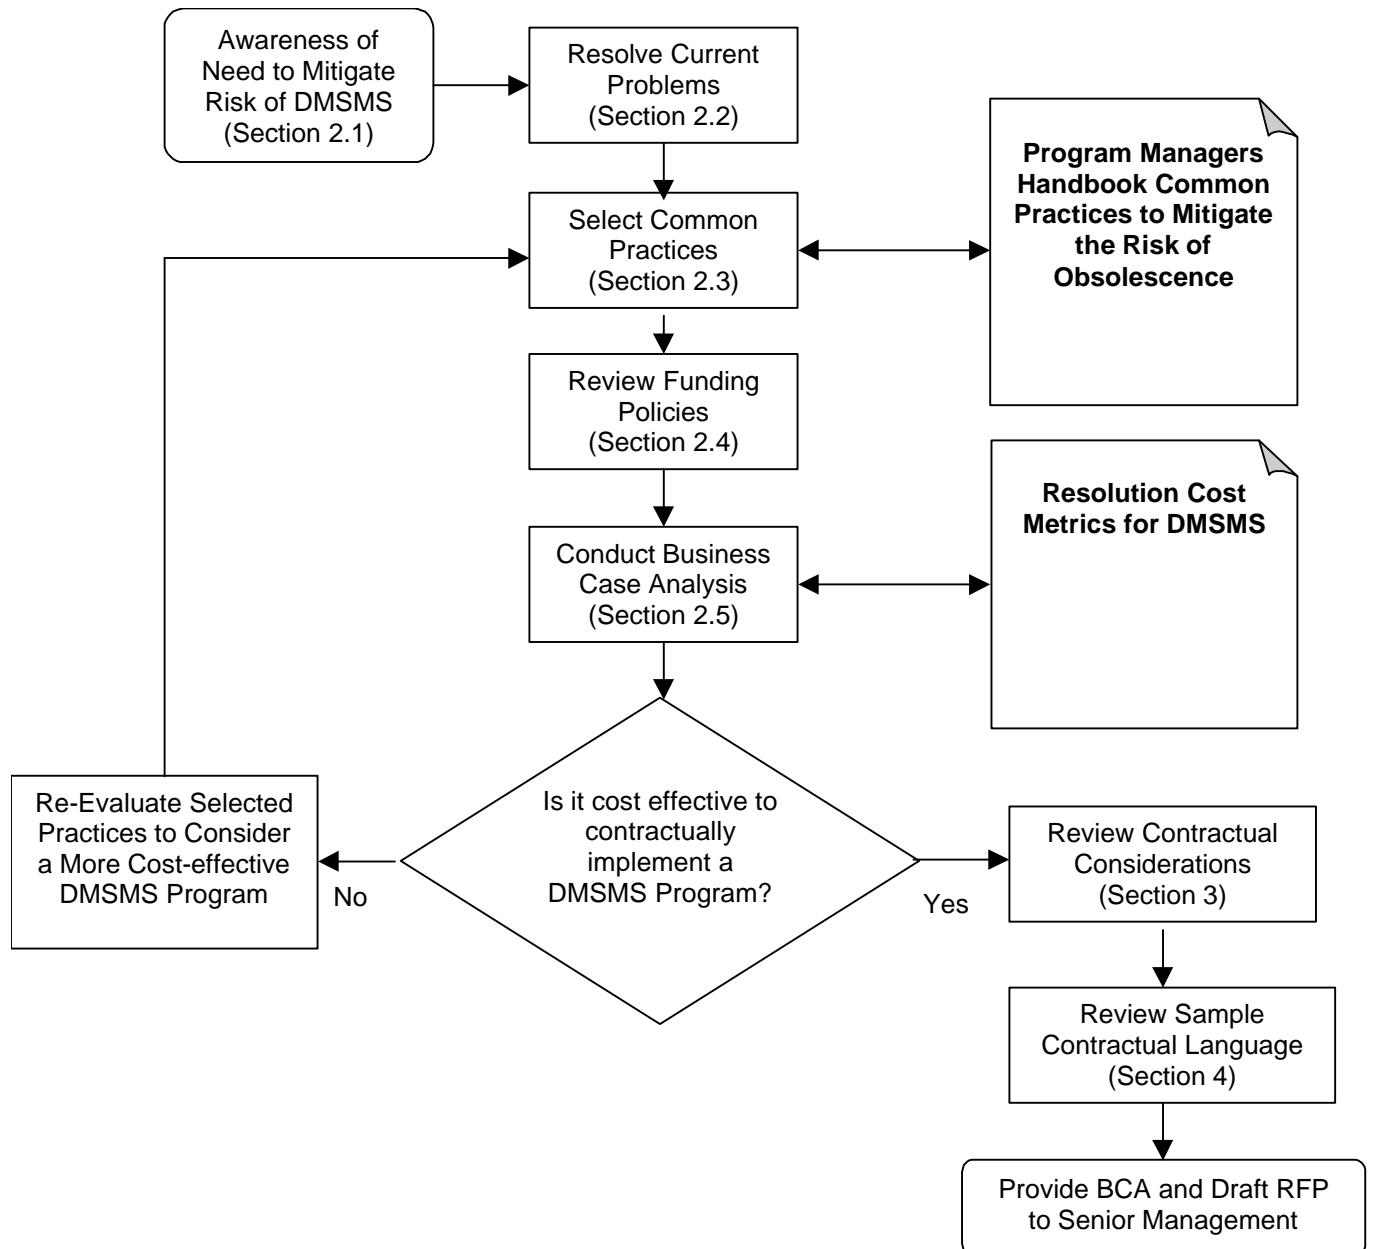 Awareness of
Need to Mitigate
Risk of DMSMS
(Section 2.1)
Resolve Current
Problems
(Section 2.2)
Select Common
Practices
(Section 2.3)
Program Managers
Handbook Common
Practices to Mitigate
the Risk of
Obsolescence
Review Funding
Policies
(Section 2.4)
Conduct Business
Case Analysis
(Section 2.5)
Resolution Cost
Metrics for DMSMS
Is it cost effective to
contractually
implement a
DMSMS Program?
No
Re-Evaluate Selected
Practices to Consider
a More Cost-effective
DMSMS Program
Yes
Review Contractual
Considerations
(Section 3)
Review Sample
Contractual Language
(Section 4)
Provide BCA and Draft RFP
to Senior Management